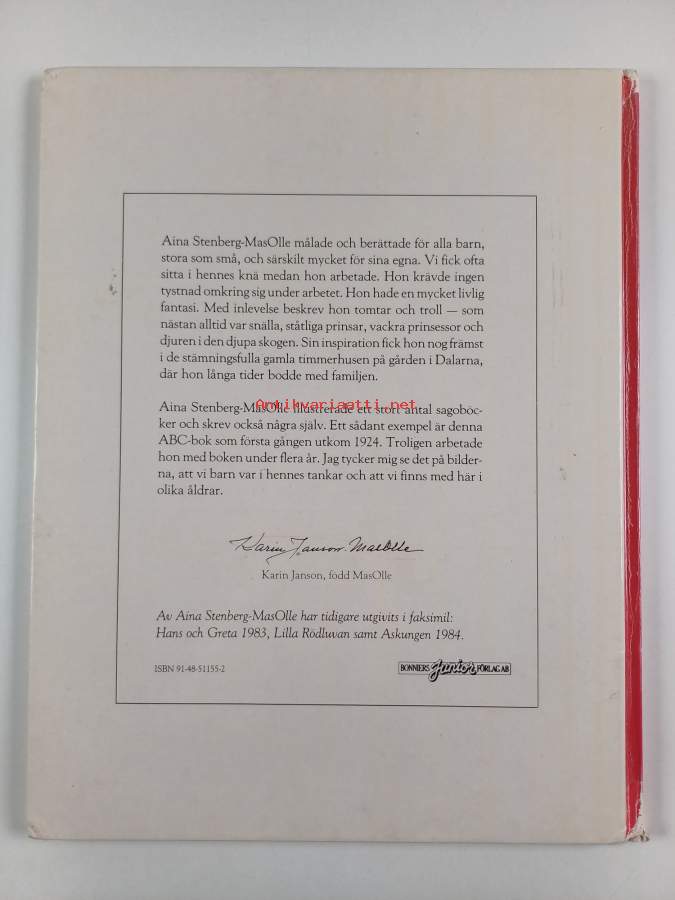 Aina Stenberg-MasOlle målade och berättade för alla barn,
stora som små, och särskilt mycket för sina egna. Vi fick ofta
sitta i hennes knä medan hon arbetade. Hon krävde ingen
tystnad omkring sig under arbetet. Hon hade en mycket livlig
fantasi. Med inlevelse beskrev hon tomtar och troll — som
nästan alltid var snälla, ståtliga prinsar, vackra prinsessor och
djuren i den djupa skogen. Sin inspiration fick hon nog främst
i de stämningsfulla gamla timmerhusen på gården i Dalarna,
där hon långa tider bodde med familjen.
Antikvariaatti.net
Aina Stenberg-MasOlle illustrerade ett stort antal sagoböc-
ker och skrev också några själv. Ett sådant exempel är denna
ABC-bok som första gången utkom 1924. Troligen arbetade
hon med boken under flera år. Jag tycker mig se det på bilder-
na, att vi barn var i hennes tankar och att vi finns med här i
olika åldrar.
Karin Janson MasOlle
Karin Janson, född MasOlle
Av Aina Stenberg-MasOlle har tidigare utgivits i faksimil:
Hans och Greta 1983, Lilla Rödluvan samt Askungen 1984.
ISBN 91-48-51155-2
BONNIERS Junior FÖRLAG AB